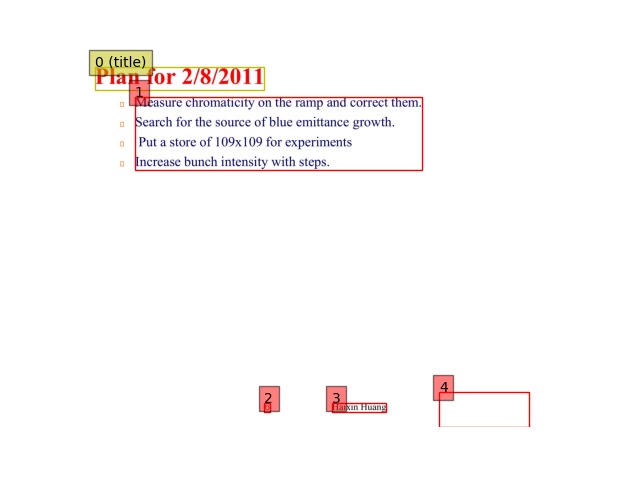 0 (title)
Plan for 2/8/2011
1
Measure chromaticity on the ramp and correct them.
Search for the source of blue emittance growth.
Put a store of 109x109 for experiments
Increase bunch intensity with steps.
2
3
4
Haixin Huang